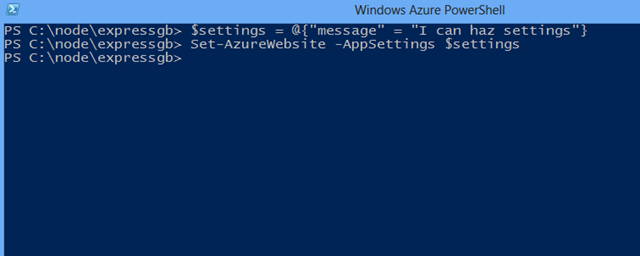 Windows Azure PowerShell
PS C:\node\expressgb> $settings = @{"message" = "I can haz settings"}
PS C:\node\expressgb> Set-AzureWebsite -AppSettings $settings
PS C:\node\expressgb>